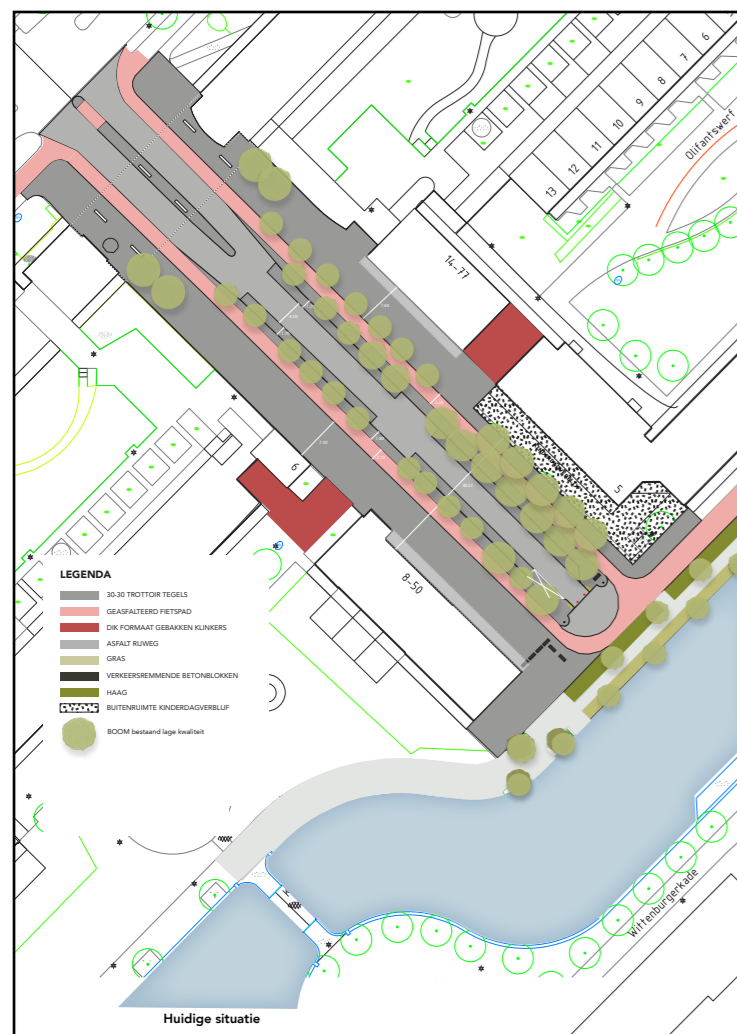 6
7
8
9
10
11
12
13
Olifantswerf
14-77
5
6
8-50
LEGENDA
30-30 TROTTOIR TEGELS
GEASFALTEERD FIETSPAD
DIK FORMAAT GEBAKKEN KLINKERS
ASFALT RIJWEG
GRAS
VERKEERSREMMENDE BETONBLOKKEN
HAAG
BUITENRUIMTE KINDERDAGVERBLIJF
BOOM bestaand lage kwaliteit
Wittenburgerkade
Huidige situatie